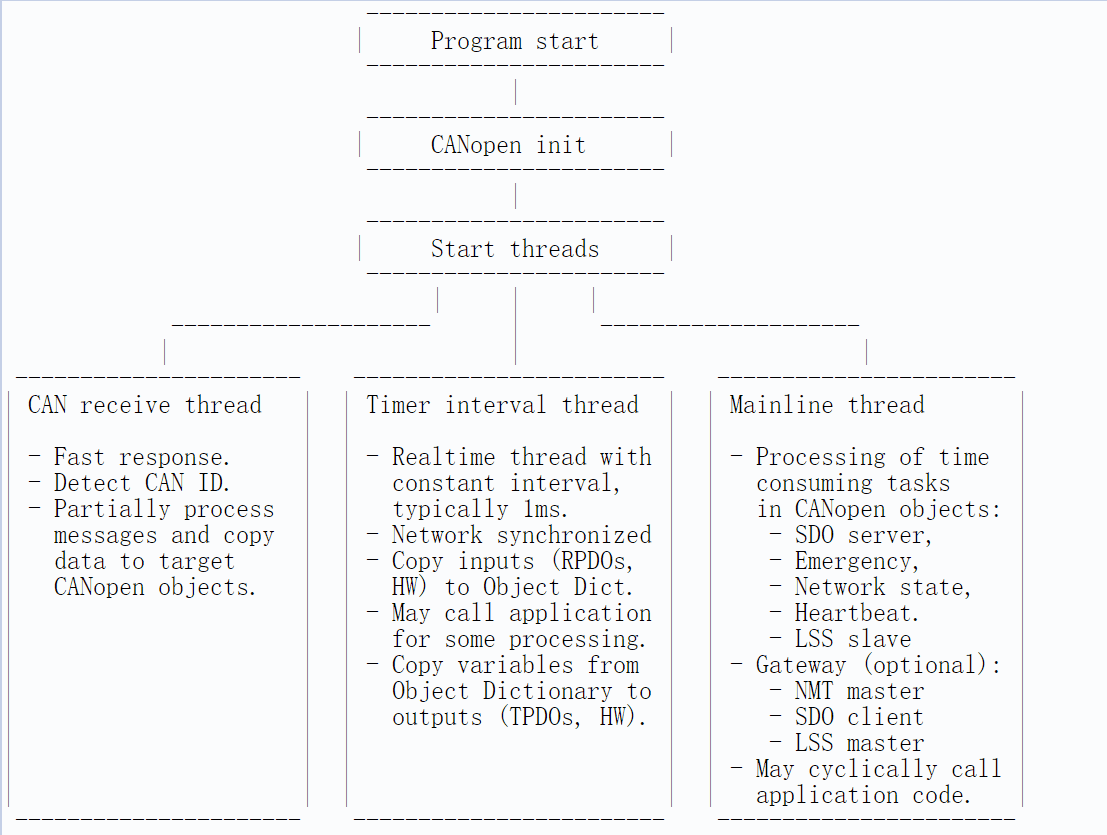 Program start
CANopen init
Start threads
CAN receive thread
- Fast response.
- Detect CAN ID.
- Partially process
messages and copy
data to target
CANopen objects.
Timer interval thread
- Realtime thread with
constant interval,
typically 1ms.
- Network synchronized
- Copy inputs (RPDOs,
HW) to Object Dict.
- May call application
for some processing.
- Copy variables from
Object Dictionary to
outputs (TPDOs, HW).
Mainline thread
- Processing of time
consuming tasks
in CANopen objects:
- SDO server,
- Emergency,
- Network state,
- Heartbeat.
- LSS slave
- Gateway (optional):
- NMT master
- SDO client
- LSS master
- May cyclically call
application code.